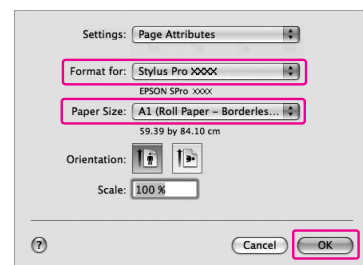 Settings: Page Attributes
Format for: Stylus Pro XXXX
EPSON SPro XXXX
Paper Size: A1 (Roll Paper – Borderles...
59.39 by 84.10 cm
Orientation:
Scale: 100 %
?
Cancel OK